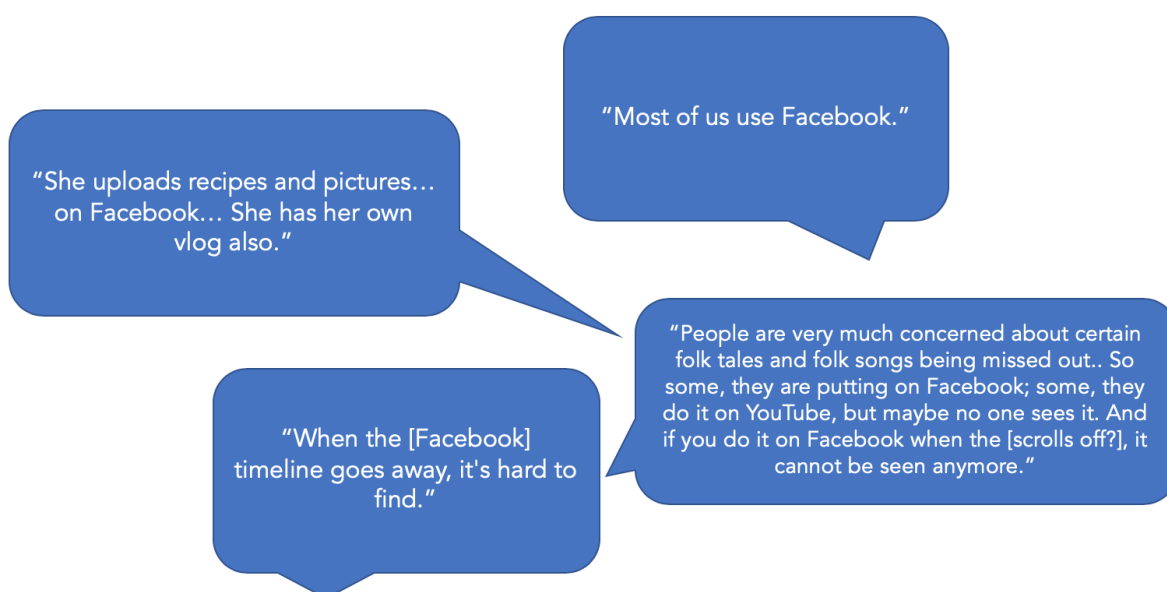 “Most of us use Facebook.”
“She uploads recipes and pictures…
on Facebook… She has her own
vlog also.”
“People are very much concerned about certain
folk tales and folk songs being missed out.. So
some, they are putting on Facebook; some, they
do it on YouTube, but maybe no one sees it. And
if you do it on Facebook when the [scrolls off?], it
cannot be seen anymore.”
“When the [Facebook]
timeline goes away, it's hard to
find.”